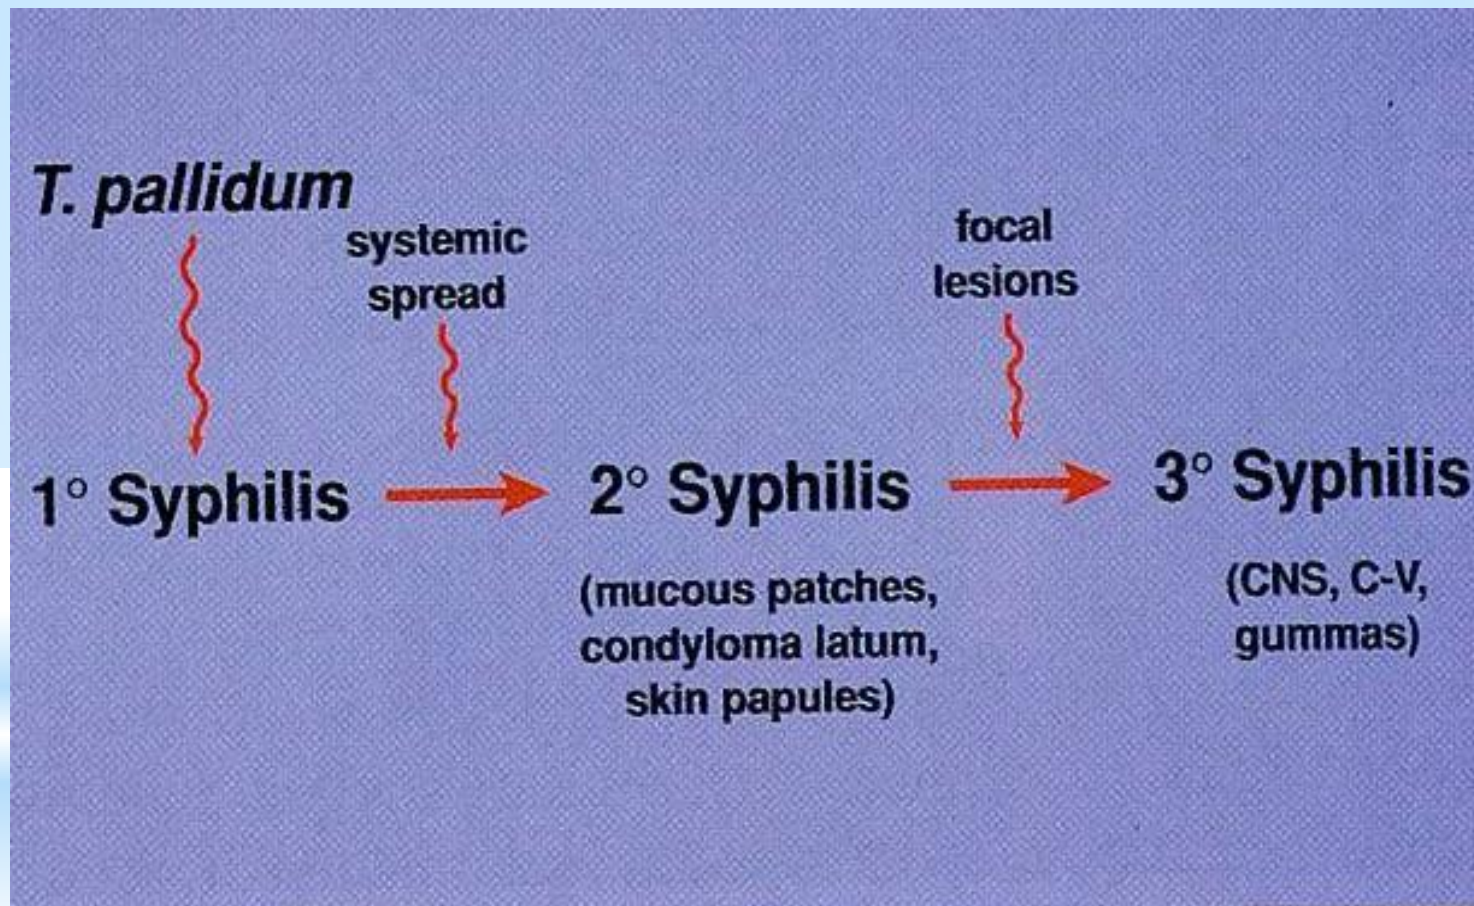 T. pallidum
systemic
spread
focal
lesions
1° Syphilis
2° Syphilis
3° Syphilis
(mucous patches,
condyloma latum,
skin papules)
(CNS, C-V,
gummas)